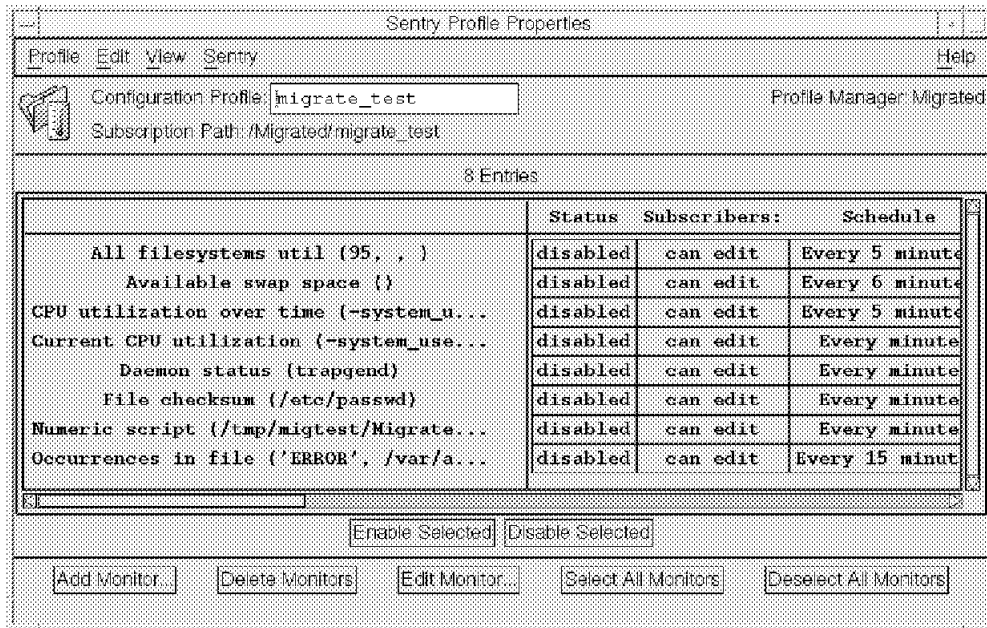 Sentry Profile Properties
Profile Edit View Sentry Help
Configuration Profile: migrate_test Profile Manager: Migrated
Subscription Path: /Migrated/migrate_test
8 Entries
Status Subscribers: Schedule
All filesystems util (95, , ) disabled can edit Every 5 minute
Available swap space () disabled can edit Every 6 minute
CPU utilization over time (-system_u... disabled can edit Every 5 minute
Current CPU utilization (-system_use... disabled can edit Every minute
Daemon status (trapgend) disabled can edit Every minute
File checksum (/etc/passwd) disabled can edit Every minute
Numeric script (/tmp/migtest/Migrate... disabled can edit Every minute
Occurrences in file ('ERROR', /var/a... disabled can edit Every 15 minut
Enable Selected Disable Selected
Add Monitor... Delete Monitors Edit Monitor... Select All Monitors Deselect All Monitors